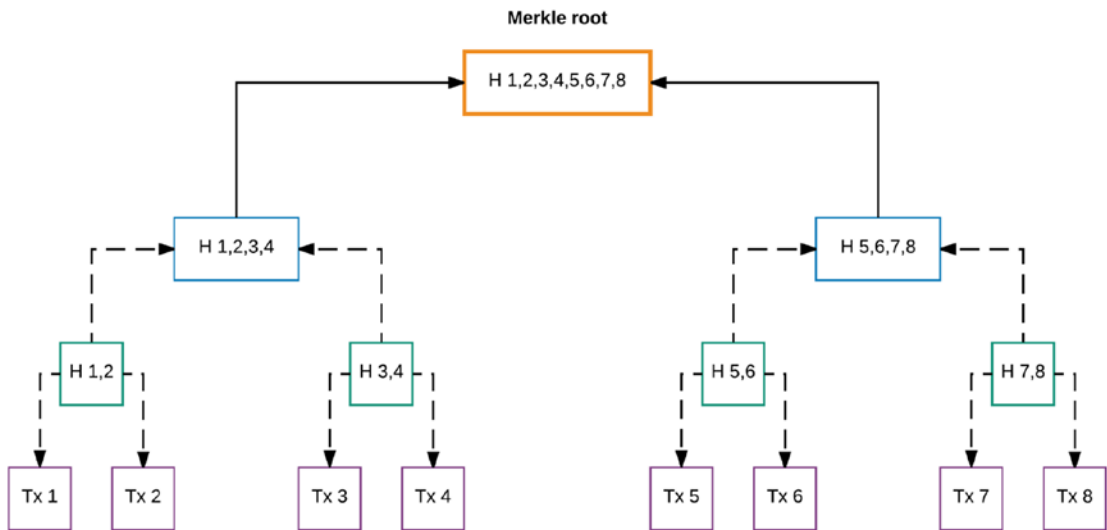 Merkle root
H 1,2,3,4,5,6,7,8
H 1,2,3,4
H 5,6,7,8
H 1,2
H 3,4
H 5,6
H 7,8
Tx 1
Tx 2
Tx 3
Tx 4
Tx 5
Tx 6
Tx 7
Tx 8